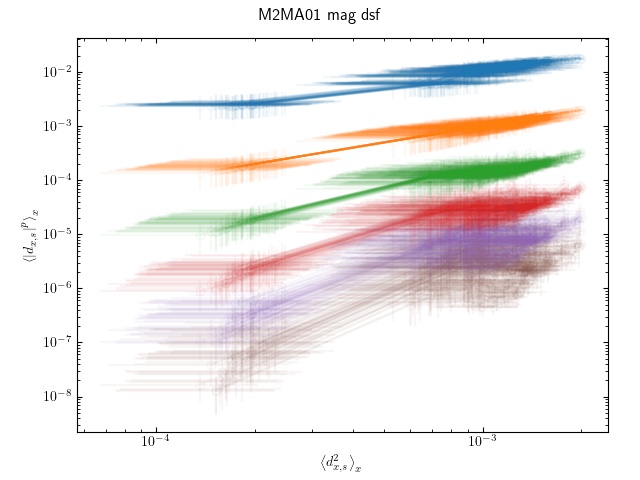 M2MA01 mag dsf
10⁻²
10⁻³
10⁻⁴
10⁻⁵
10⁻⁶
10⁻⁷
10⁻⁸
⟨|d_{x,s}|^p⟩_x
10⁻⁴ 10⁻³
⟨d²_{x,s}⟩_x